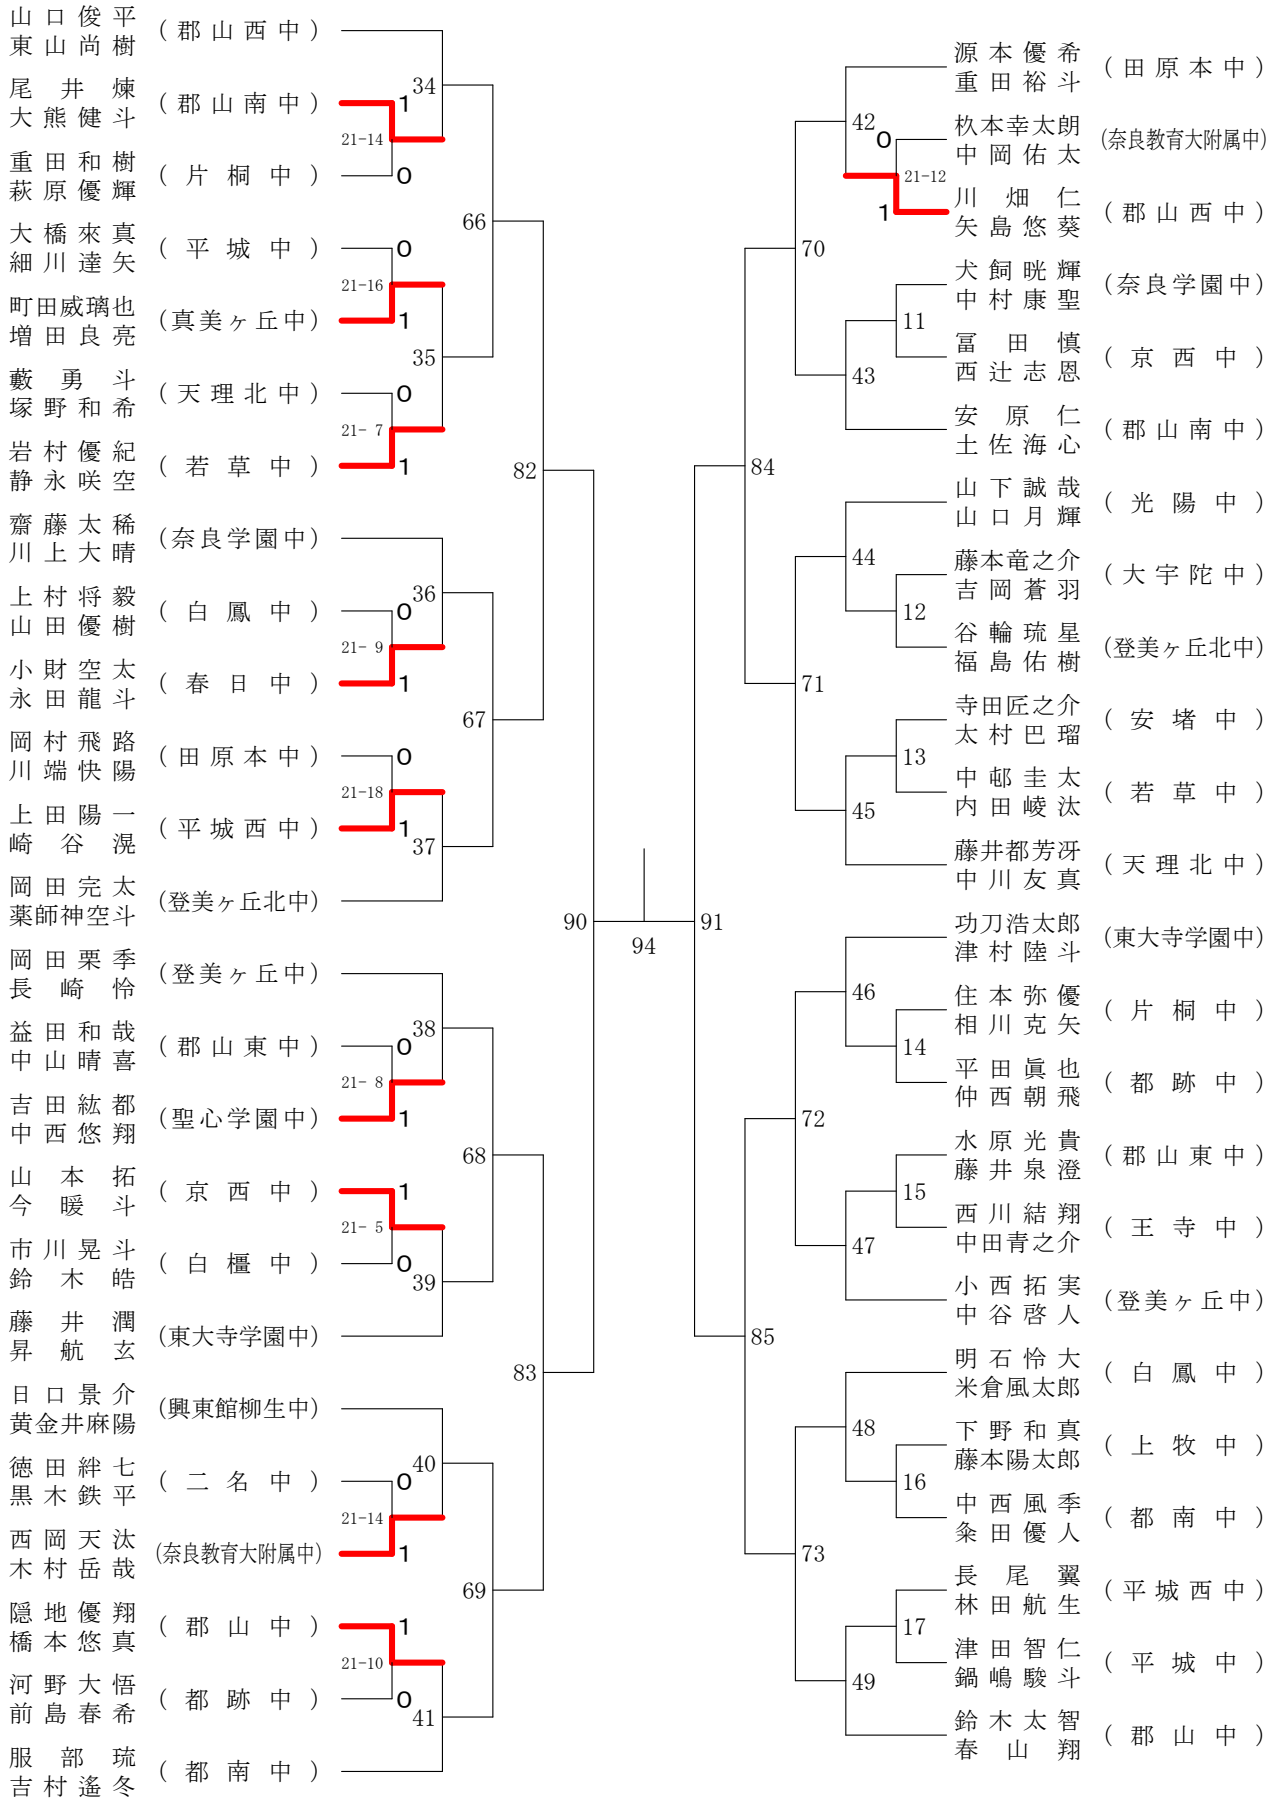 山口俊平
東山尚樹
(郡山西中)
尾井煉
大熊健斗
(郡山南中)
1
21-14
重田和樹
萩原優輝
(片桐中)
0
34
大橋來真
細川達矢
(平城中)
0
21-16
町田威璃也
増田良亮
(真美ヶ丘中)
1
66
35
藪勇斗
塚野和希
(天理北中)
0
21- 7
岩村優紀
静永咲空
(若草中)
1
82
齋藤太稀
川上大晴
(奈良学園中)
36
上村将毅
山田優樹
(白鳳中)
0
21- 9
小財空太
永田龍斗
(春日中)
1
67
岡村飛路
川端快陽
(田原本中)
0
21-18
上田陽一
崎谷滉
(平城西中)
1
37
岡田完太
薬師神空斗
(登美ヶ丘北中)
90
岡田栗季
長崎怜
(登美ヶ丘中)
38
益田和哉
中山晴喜
(郡山東中)
0
21- 8
吉田紘都
中西悠翔
(聖心学園中)
1
68
山本拓
今暖斗
(京西中)
1
21- 5
市川晃斗
鈴木皓
(白橿中)
0
39
藤井潤
昇航玄
(東大寺学園中)
83
日口景介
黄金井麻陽
(興東館柳生中)
40
徳田絆七
黒木鉄平
(二名中)
0
21-14
西岡天汰
木村岳哉
(奈良教育大附属中)
1
69
隠地優翔
橋本悠真
(郡山中)
1
21-10
河野大悟
前島春希
(都跡中)
0
41
服部琉
吉村遙冬
(都南中)
94
源本優希
重田裕斗
(田原本中)
42
0
杦本幸太朗
中岡佑太
(奈良教育大附属中)
21-12
1
川畑仁
矢島悠葵
(郡山西中)
70
犬飼晄輝
中村康聖
(奈良学園中)
11
冨田慎
西辻志恩
(京西中)
43
安原仁
土佐海心
(郡山南中)
84
山下誠哉
山口月輝
(光陽中)
44
藤本竜之介
吉岡蒼羽
(大宇陀中)
12
谷輪琉星
福島佑樹
(登美ヶ丘北中)
71
寺田匠之介
太村巴瑠
(安堵中)
13
中邨圭太
内田崚汰
(若草中)
45
藤井都芳冴
中川友真
(天理北中)
91
功刀浩太郎
津村陸斗
(東大寺学園中)
46
住本弥優
相川克矢
(片桐中)
14
平田眞也
仲西朝飛
(都跡中)
72
水原光貴
藤井泉澄
(郡山東中)
15
西川結翔
中田青之介
(王寺中)
47
小西拓実
中谷啓人
(登美ヶ丘中)
85
明石怜大
米倉風太郎
(白鳳中)
48
下野和真
藤本陽太郎
(上牧中)
16
中西風季
粂田優人
(都南中)
73
長尾翼
林田航生
(平城西中)
17
津田智仁
鍋嶋駿斗
(平城中)
49
鈴木太智
春山翔
(郡山中)